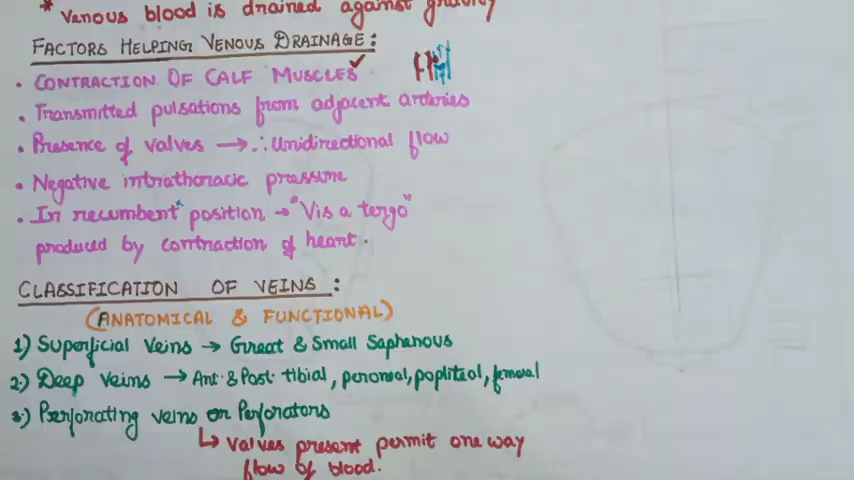 * Venous blood is drained against gravity
FACTORS HELPING VENOUS DRAINAGE:
• CONTRACTION OF CALF MUSCLES
• Transmitted pulsations from adjacent arteries
• Presence of valves → ∴ Unidirectional flow
• Negative intrathoracic pressure
• In recumbent* position → "Vis a tergo"
produced by contraction of heart.
CLASSIFICATION OF VEINS :
(ANATOMICAL & FUNCTIONAL)
1) Superficial Veins → Great & Small Saphenous
2) Deep Veins → Ant. & Post. tibial, peroneal, popliteal, femoral
3) Perforating veins or Perforators
↳ valves present permit one way
flow of blood.